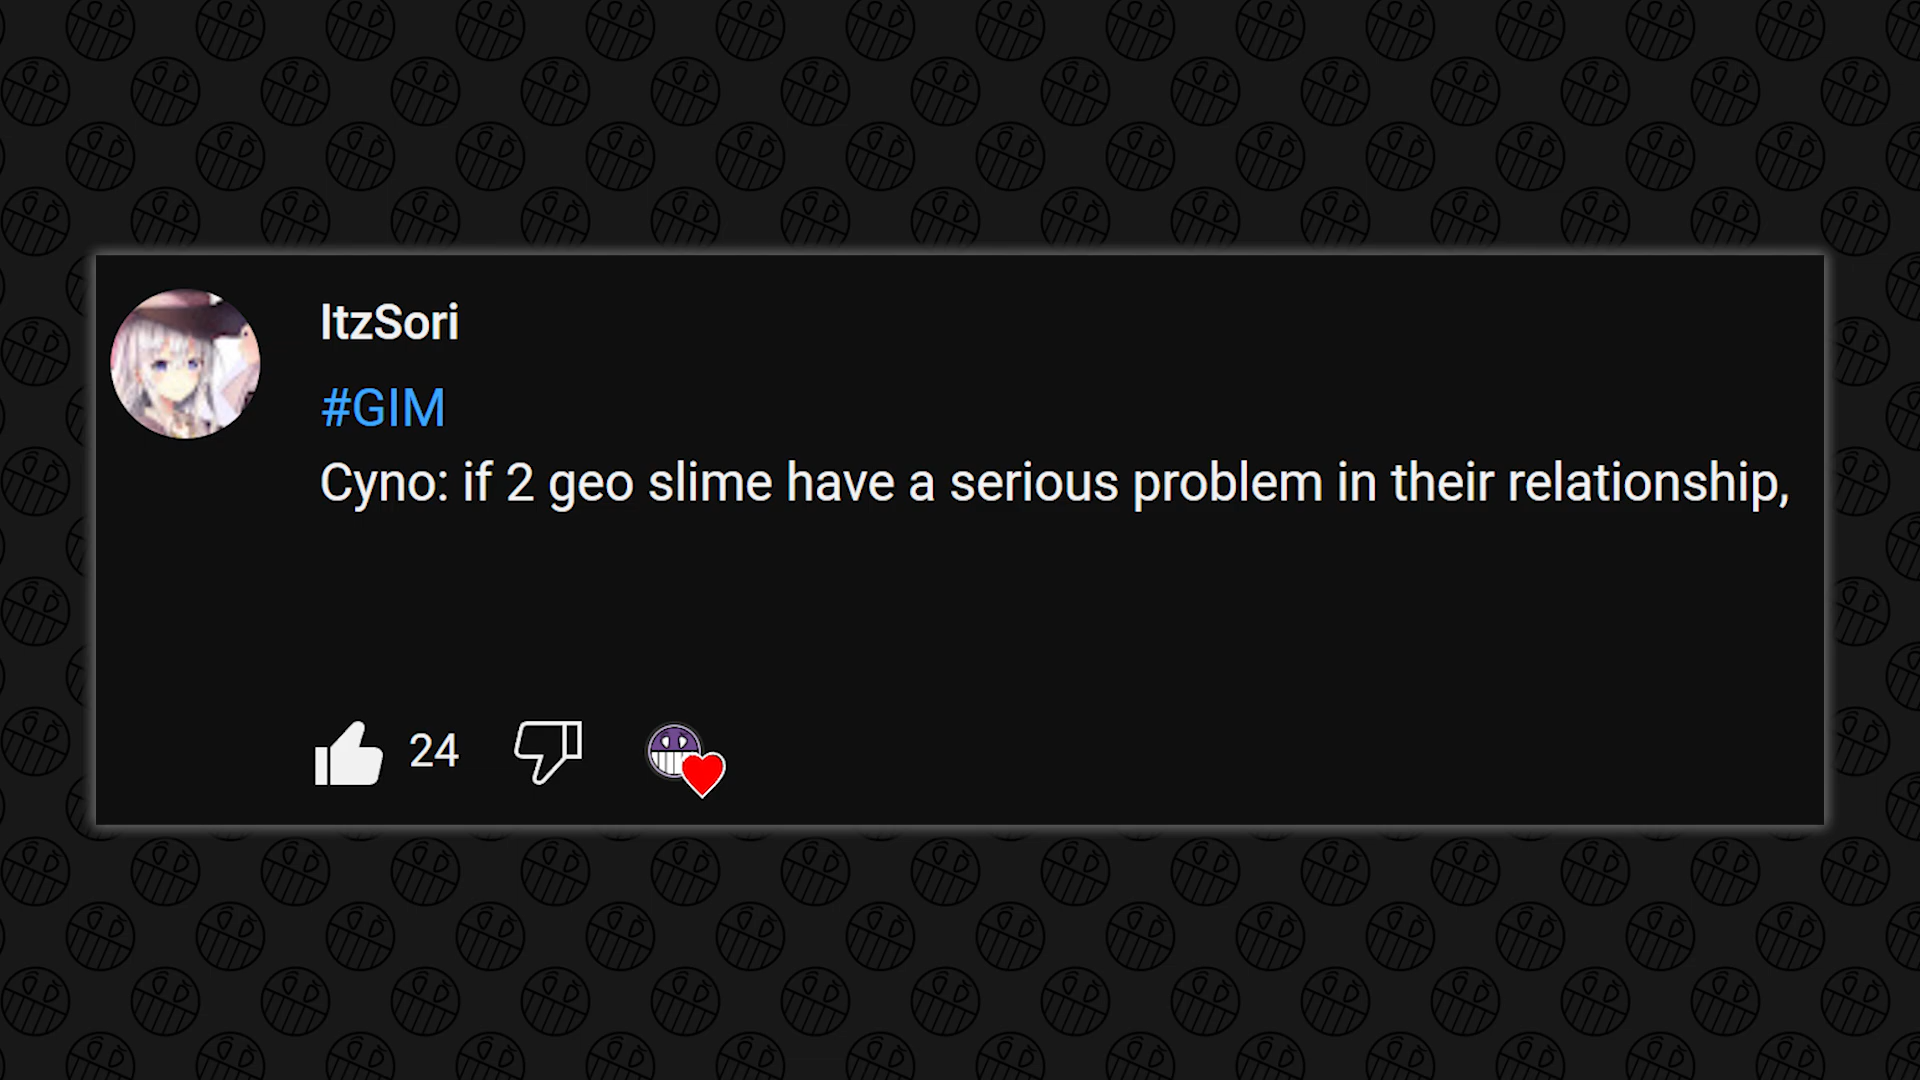 ItzSori
#GIM
Cyno: if 2 geo slime have a serious problem in their relationship,
24